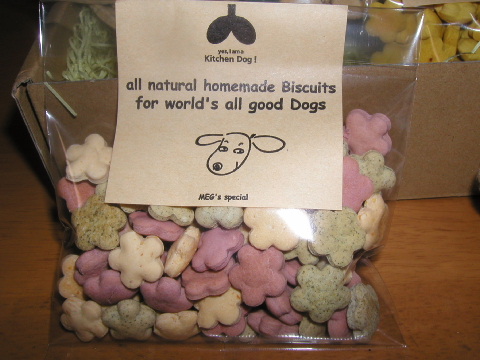 yes, I am a
Kitchen Dog !
all natural homemade Biscuits
for world's all good Dogs
MEG's special